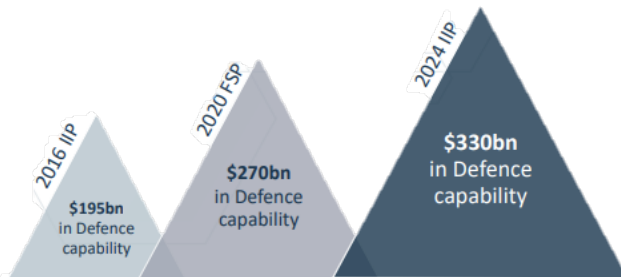 2016 IIP
$195bn
in Defence
capability
2020 FSP
$270bn
in Defence
capability
2024 IIP
$330bn
in Defence
capability